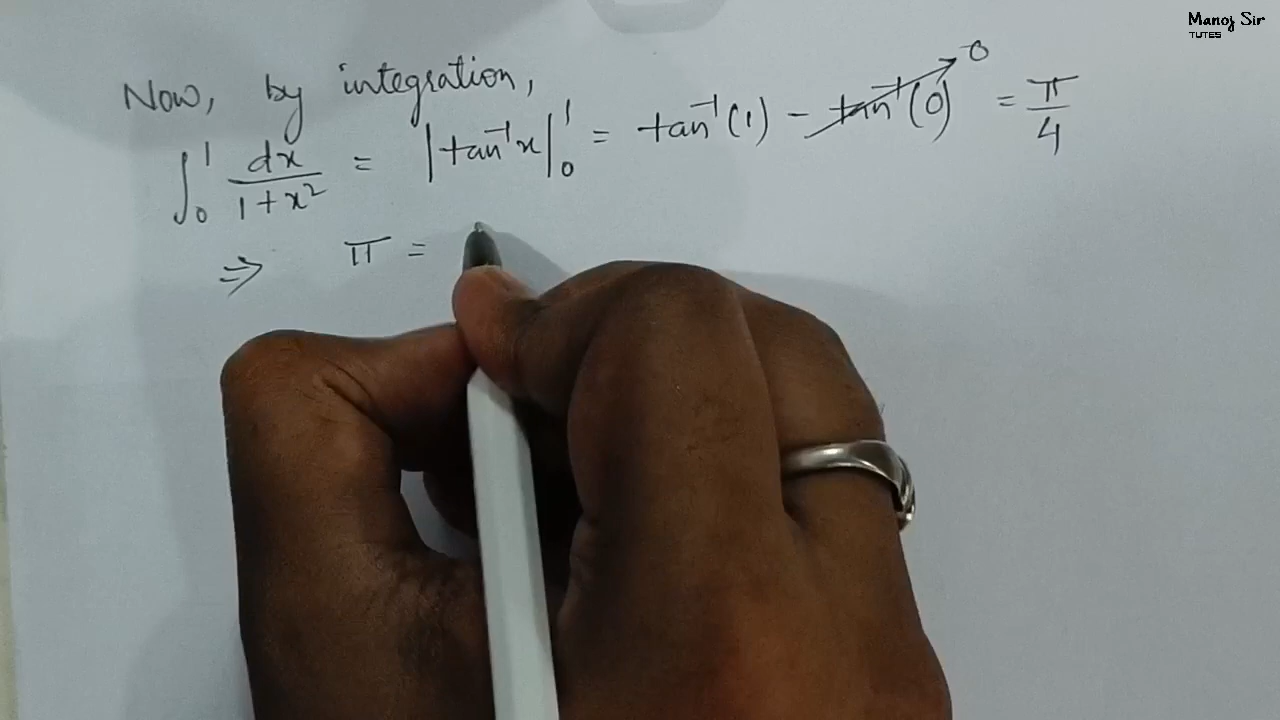 Manoj Sir
TUTES
Now, by integration,
∫₀¹ dx/(1+x²) = |tan⁻¹x|₀¹ = tan⁻¹(1) - tan⁻¹(0) → 0 = π/4
⇒ π =